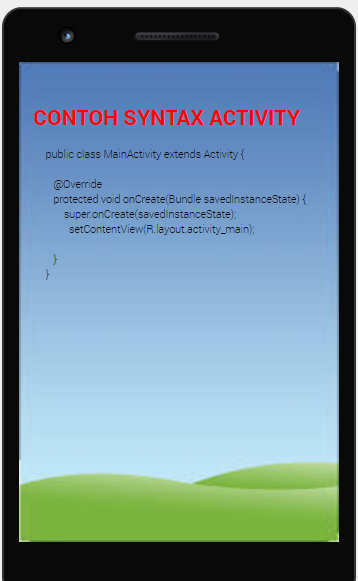 CONTOH SYNTAX ACTIVITY
public class MainActivity extends Activity {
@Override
protected void onCreate(Bundle savedInstanceState) {
super.onCreate(savedInstanceState);
setContentView(R.layout.activity_main);
}
}